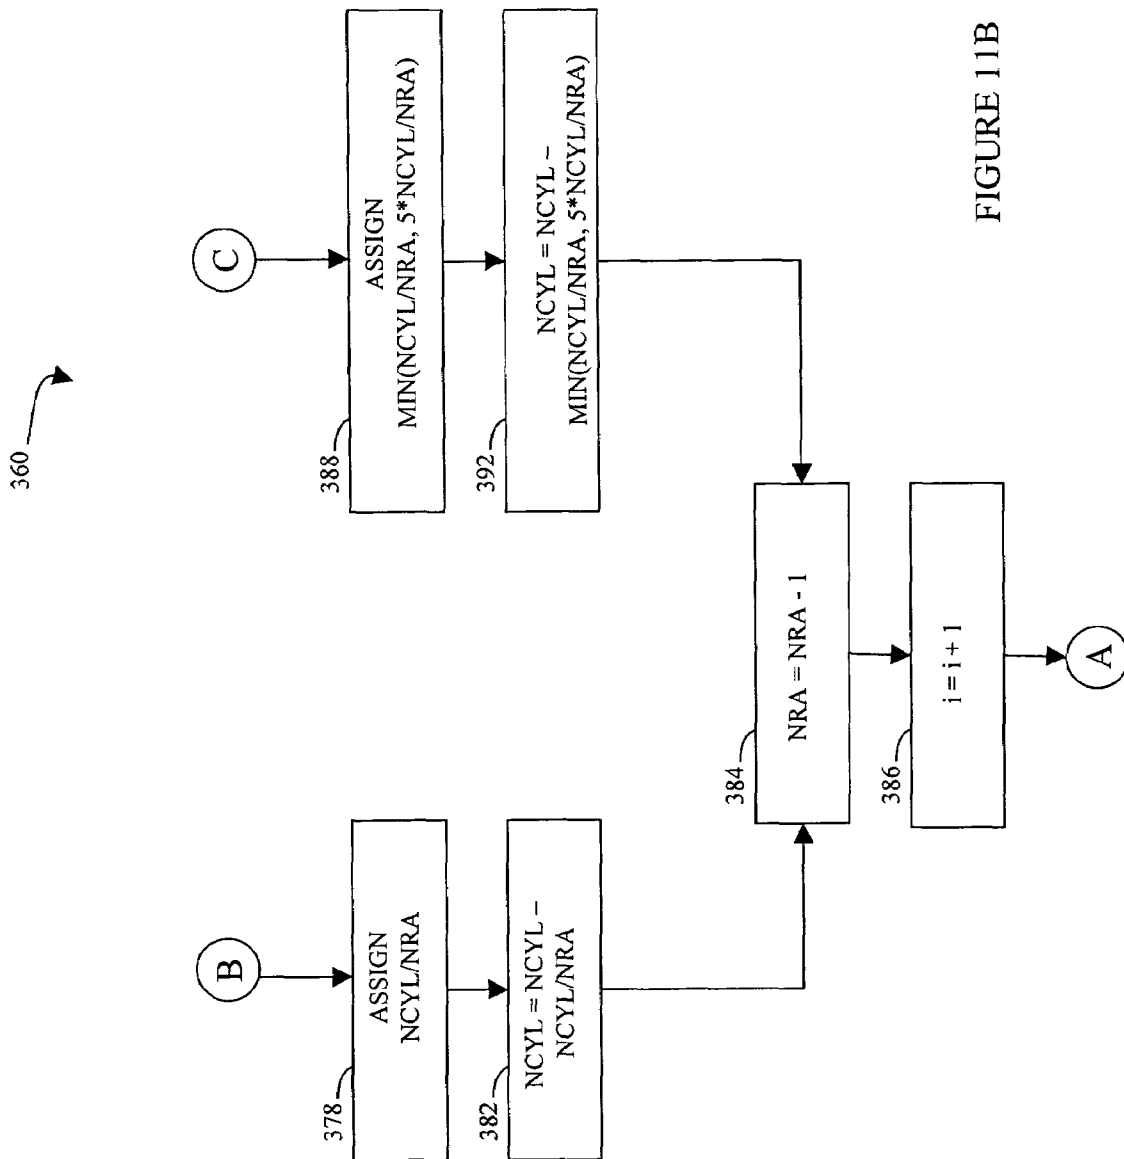 360
B
378
ASSIGN
NCYL/NRA
382
NCYL = NCYL –
NCYL/NRA
C
388
ASSIGN
MIN(NCYL/NRA, 5*NCYL/NRA)
392
NCYL = NCYL –
MIN(NCYL/NRA, 5*NCYL/NRA)
384
NRA = NRA - 1
386
i = i + 1
A
FIGURE 11B